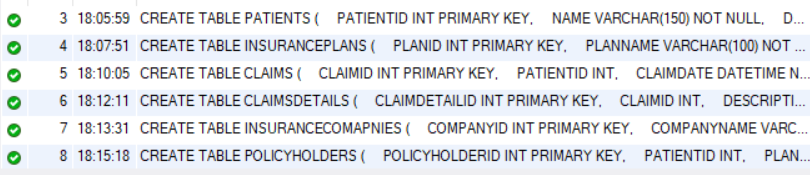 3 18:05:59 CREATE TABLE PATIENTS ( PATIENTID INT PRIMARY KEY, NAME VARCHAR(150) NOT NULL, D...
4 18:07:51 CREATE TABLE INSURANCEPLANS ( PLANID INT PRIMARY KEY, PLANNAME VARCHAR(100) NOT ...
5 18:10:05 CREATE TABLE CLAIMS ( CLAIMID INT PRIMARY KEY, PATIENTID INT, CLAIMDATE DATETIME N...
6 18:12:11 CREATE TABLE CLAIMSDETAILS ( CLAIMDETAILID INT PRIMARY KEY, CLAIMID INT, DESCRIPTI...
7 18:13:31 CREATE TABLE INSURANCECOMAPNIES ( COMPANYID INT PRIMARY KEY, COMPANYNAME VARC...
8 18:15:18 CREATE TABLE POLICYHOLDERS ( POLICYHOLDERID INT PRIMARY KEY, PATIENTID INT, PLAN...